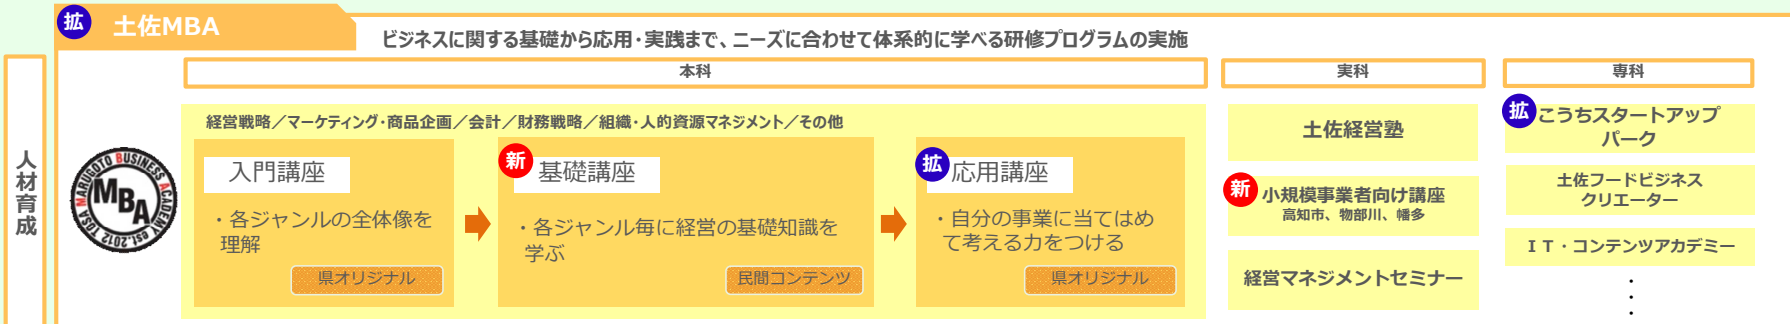 拡 土佐MBA
ビジネスに関する基礎から応用・実践まで、ニーズに合わせて体系的に学べる研修プログラムの実施
人材育成
TOSA MARUGOTO BUSINESS ACADEMY est.2012
MBA
本科
経営戦略／マーケティング・商品企画／会計／財務戦略／組織・人的資源マネジメント／その他
入門講座
・各ジャンルの全体像を
理解
県オリジナル
新 基礎講座
・各ジャンル毎に経営の基礎知識を
学ぶ
民間コンテンツ
拡 応用講座
・自分の事業に当てはめ
て考える力をつける
県オリジナル
実科
土佐経営塾
新 小規模事業者向け講座
高知市、物部川、幡多
経営マネジメントセミナー
専科
拡 こうちスタートアップ
パーク
土佐フードビジネス
クリエーター
ＩＴ・コンテンツアカデミー
・
・
・